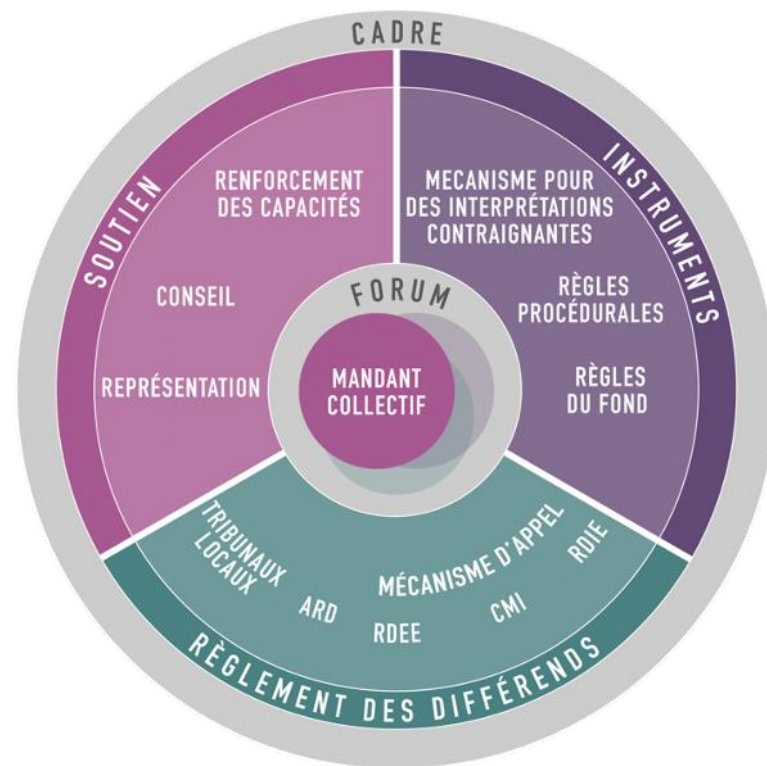 CADRE
SOUTIEN
RENFORCEMENT
DES CAPACITÉS
CONSEIL
REPRÉSENTATION
INSTRUMENTS
MECANISME POUR
DES INTERPRÉTATIONS
CONTRAIGNANTES
RÈGLES
PROCÉDURALES
RÈGLES
DU FOND
FORUM
MANDANT
COLLECTIF
TRIBUNAUX
LOCAUX
ARD
RDEE
MÉCANISME D'APPEL
CMI
RDIE
RÈGLEMENT DES DIFFÉRENDS